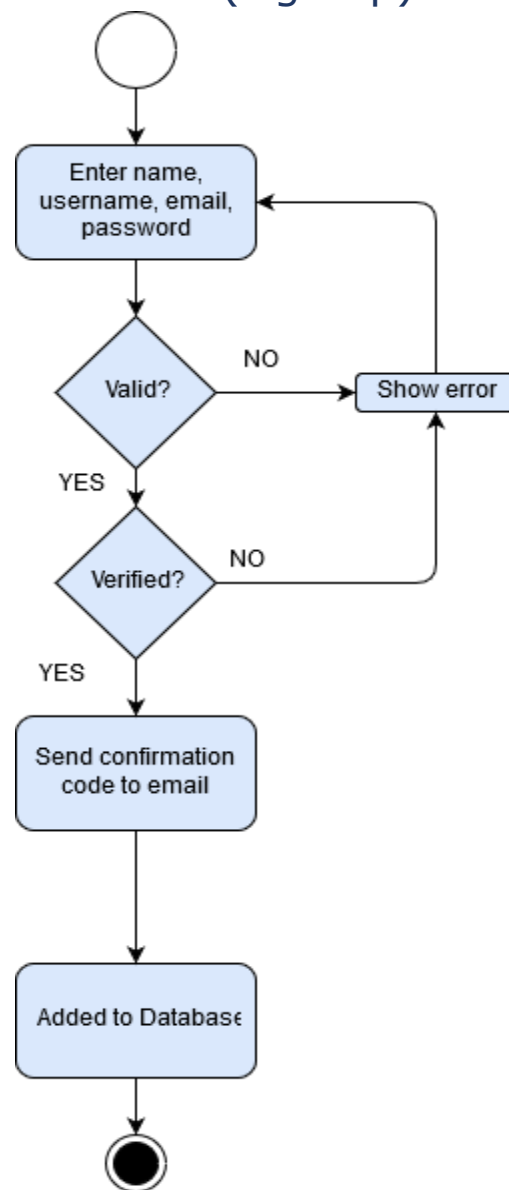 Enter name,
username, email,
password
Valid?
NO
Show error
YES
Verified?
NO
YES
Send confirmation
code to email
Added to Database